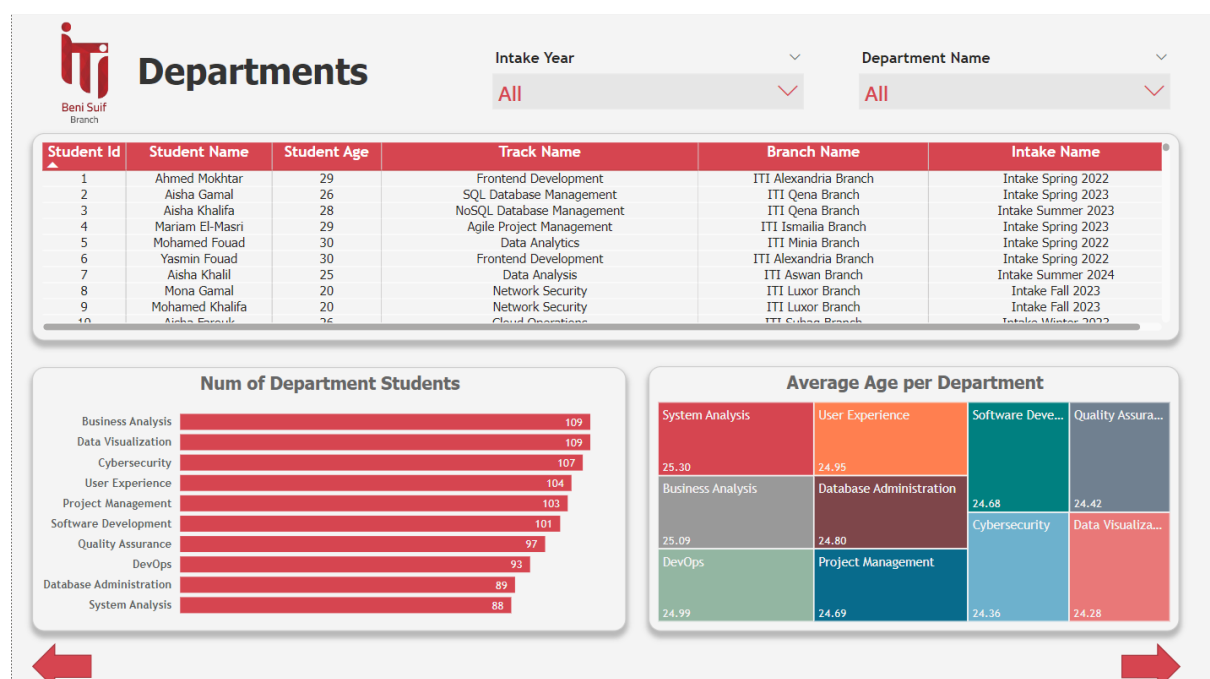 iTi
Beni Suif
Branch
Departments
Intake Year
All
Department Name
All
Student Id Student Name Student Age Track Name Branch Name Intake Name
1 Ahmed Mokhtar 29 Frontend Development ITI Alexandria Branch Intake Spring 2022
2 Aisha Gamal 26 SQL Database Management ITI Qena Branch Intake Spring 2023
3 Aisha Khalifa 28 NoSQL Database Management ITI Qena Branch Intake Summer 2023
4 Mariam El-Masri 29 Agile Project Management ITI Ismailia Branch Intake Spring 2023
5 Mohamed Fouad 30 Data Analytics ITI Minia Branch Intake Spring 2022
6 Yasmin Fouad 30 Frontend Development ITI Alexandria Branch Intake Spring 2022
7 Aisha Khalil 25 Data Analysis ITI Aswan Branch Intake Summer 2024
8 Mona Gamal 20 Network Security ITI Luxor Branch Intake Fall 2023
9 Mohamed Khalifa 20 Network Security ITI Luxor Branch Intake Fall 2023
10 Aisha Farouk 26 Cloud Operations ITI Suhag Branch Intake Winter
Num of Department Students
Business Analysis 109
Data Visualization 109
Cybersecurity 107
User Experience 104
Project Management 103
Software Development 101
Quality Assurance 97
DevOps 93
Database Administration 89
System Analysis 88
Average Age per Department
System Analysis
25.30
Business Analysis
25.09
DevOps
24.99
User Experience
24.95
Database Administration
24.80
Project Management
24.69
Software Deve...
24.68
Quality Assura...
24.42
Cybersecurity
24.36
Data Visualiza...
24.28